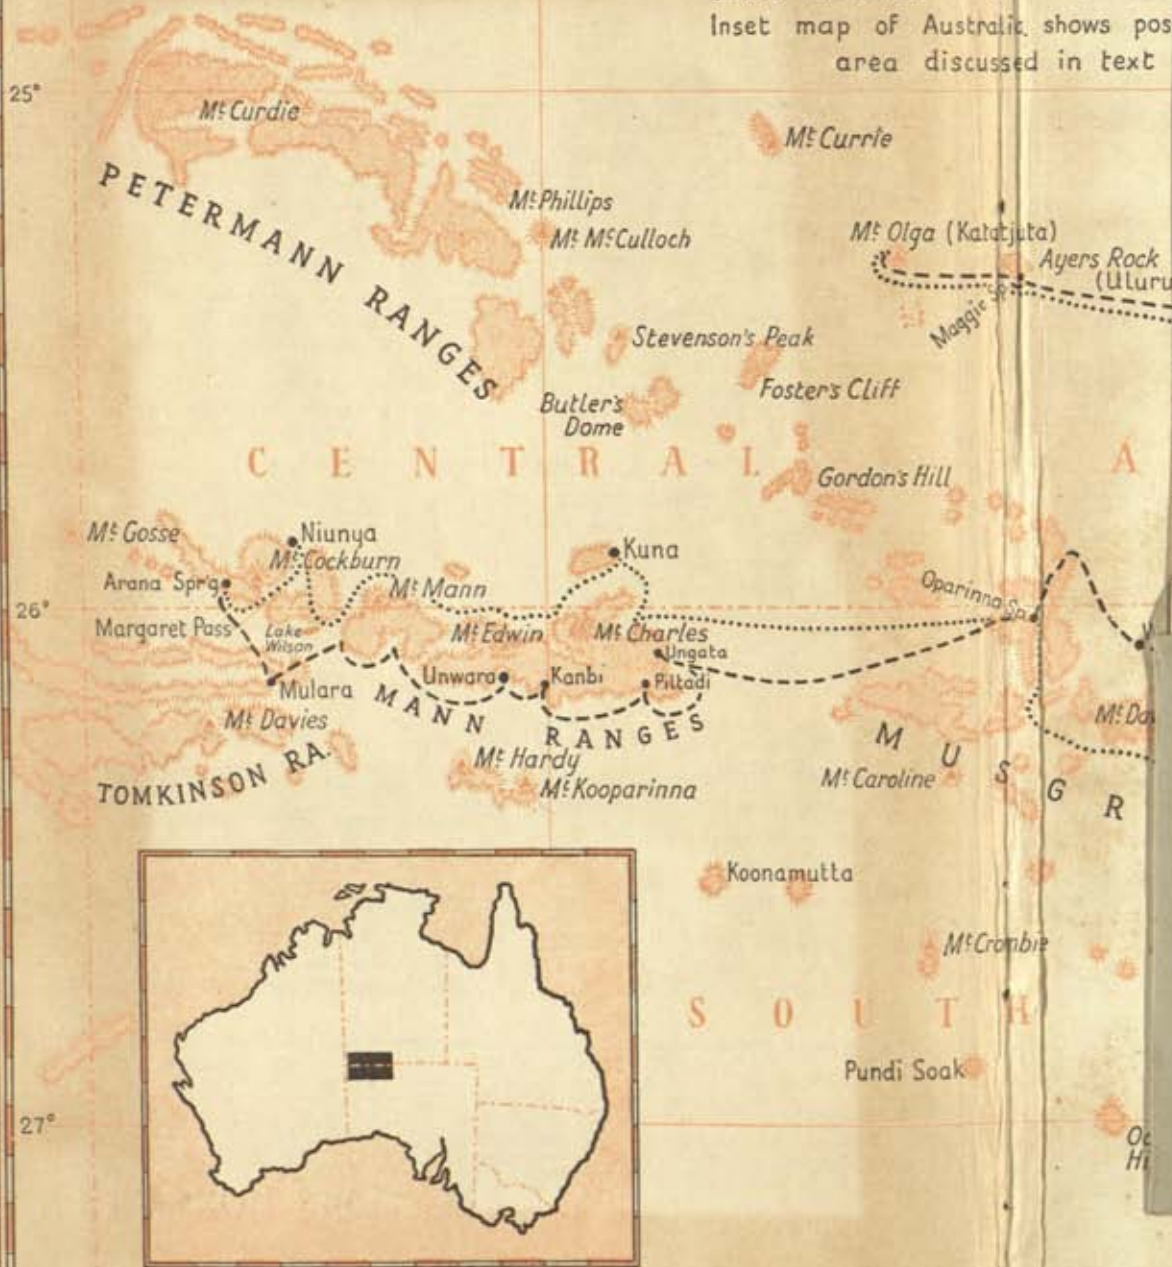 Inset map of Australia shows
area discussed in text
25°
Mt Curdie
Mt Currie
PETERMANN RANGES
Mt Phillips
Mt McCulloch
Mt Olga (Katatjuta)
Ayers Rock
(Uluru
Maggie Sp.
Stevenson's Peak
Foster's Cliff
Butler's
Dome
CENTRAL A
Gordon's Hill
Mt Gosse
Niunya
Mt Cockburn
Kuna
Arana Spr'g
Mt Mann
Oparinna Sp.
26°
Margaret Pass
Lake
Wilson
Mt Edwin
Mt Charles
Ungata
Mulara
Unwara
Kanbi
Piltadi
MANN RANGES
Mt Davies
Mt Hardy
TOMKINSON RA.
Mt Kooparinna
MUSGR
Mt Caroline
Koonamutta
Mt Crombie
SOUTH
Pundi Soak
27°